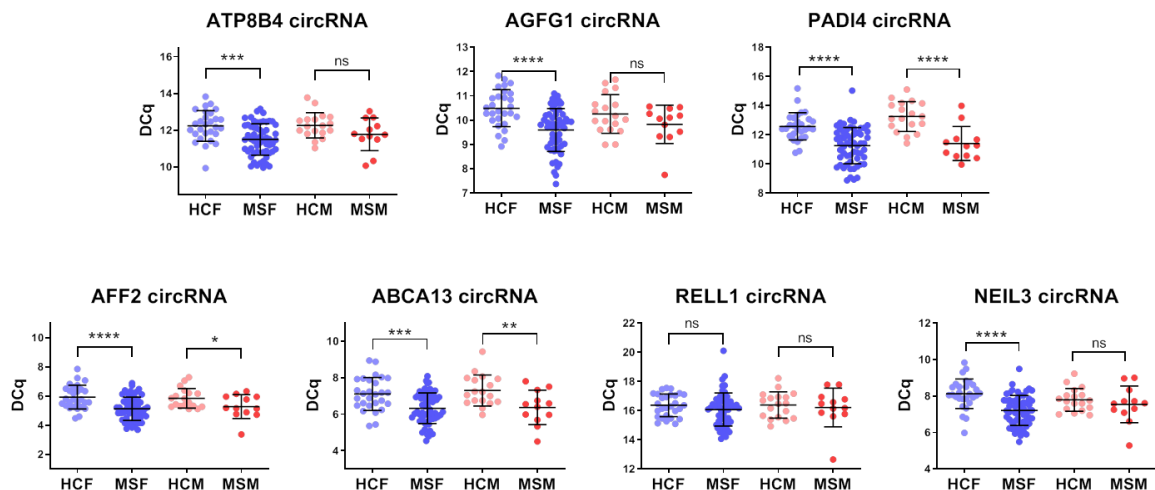 ATP8B4 circRNA
AGFG1 circRNA
PADI4 circRNA
DCq
16
14
12
10
***
ns
HCF MSF HCM MSM
DCq
13
12
11
10
9
8
7
****
ns
HCF MSF HCM MSM
DCq
18
16
14
12
10
8
6
****
****
HCF MSF HCM MSM
AFF2 circRNA
ABCA13 circRNA
RELL1 circRNA
NEIL3 circRNA
DCq
10
8
6
4
2
****
*
HCF MSF HCM MSM
DCq
10
8
6
4
***
**
HCF MSF HCM MSM
DCq
22
20
18
16
14
12
ns
ns
HCF MSF HCM MSM
DCq
12
10
8
6
4
****
ns
HCF MSF HCM MSM